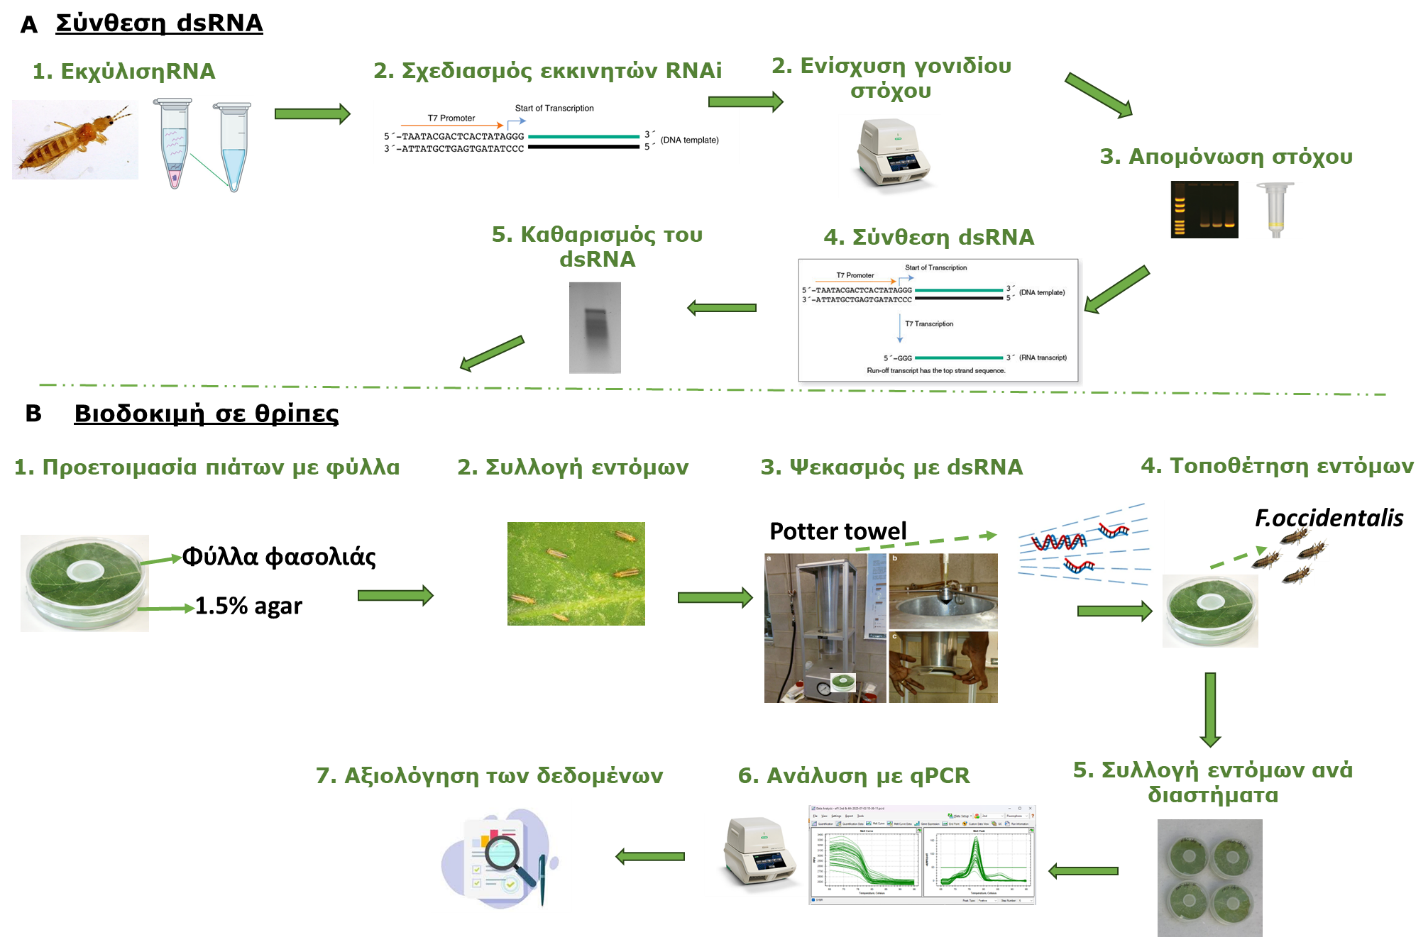 A Σύνθεση dsRNA
1. ΕκχύλισηRNA
2. Σχεδιασμός εκκινητών RNAi
T7 Promoter
Start of Transcription
5´-TAATACGACTCACTATAGGG
3´-ATTATGCTGAGTGATATCCC
3´
5´
(DNA template)
2. Ενίσχυση γονιδίου
στόχου
3. Απομόνωση στόχου
4. Σύνθεση dsRNA
T7 Promoter
Start of Transcription
5´-TAATACGACTCACTATAGGG
3´-ATTATGCTGAGTGATATCCC
3´
5´
(DNA template)
T7 Transcription
5´-GGG
3´ (RNA transcript)
Run-off transcript has the top strand sequence.
5. Καθαρισμός του
dsRNA
B Βιοδοκιμή σε θρίπες
1. Προετοιμασία πιάτων με φύλλα
Φύλλα φασολιάς
1.5% agar
2. Συλλογή εντόμων
3. Ψεκασμός με dsRNA
Potter towel
a
b
c
4. Τοποθέτηση εντόμων
F.occidentalis
5. Συλλογή εντόμων ανά
διαστήματα
6. Ανάλυση με qPCR
7. Αξιολόγηση των δεδομένων